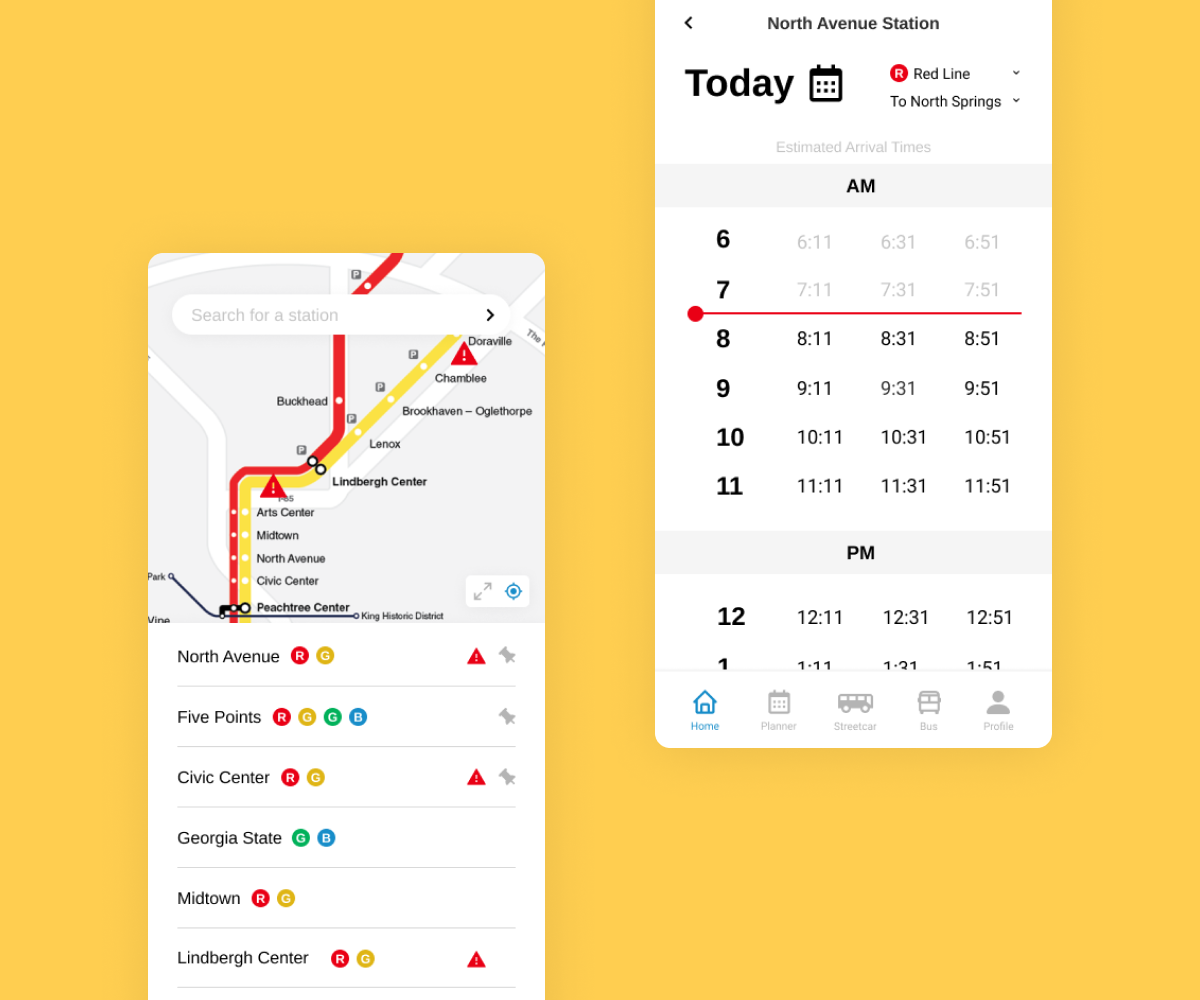 Search for a station
P
Doraville
The
P
Chamblee
P
Buckhead
Brookhaven – Oglethorpe
P
Lenox
P
Lindbergh Center
I-85
Arts Center
Midtown
North Avenue
Civic Center
Park
Peachtree Center
King Historic District
Vine
North Avenue R G
Five Points R G G B
Civic Center R G
Georgia State G B
Midtown R G
Lindbergh Center R G
North Avenue Station
Today
R Red Line
To North Springs
Estimated Arrival Times
AM
6 6:11 6:31 6:51
7 7:11 7:31 7:51
8 8:11 8:31 8:51
9 9:11 9:31 9:51
10 10:11 10:31 10:51
11 11:11 11:31 11:51
PM
12 12:11 12:31 12:51
1 1:11 1:31 1:51
Home Planner Streetcar Bus Profile